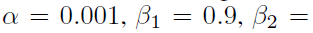 α = 0.001, β₁ = 0.9, β₂ =